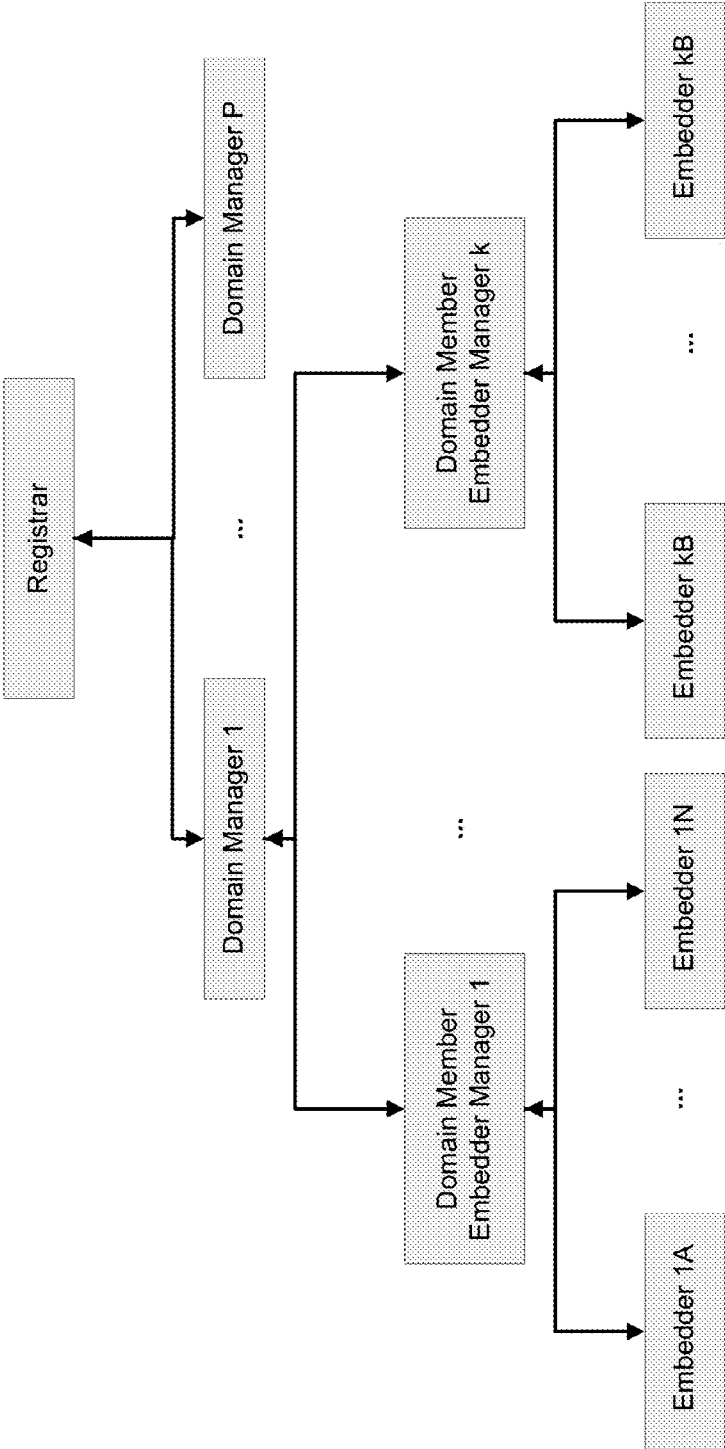 Registrar
Domain Manager 1
...
Domain Manager P
Domain Member
Embedder Manager 1
...
Domain Member
Embedder Manager k
Embedder 1A
...
Embedder 1N
Embedder kB
...
Embedder kB